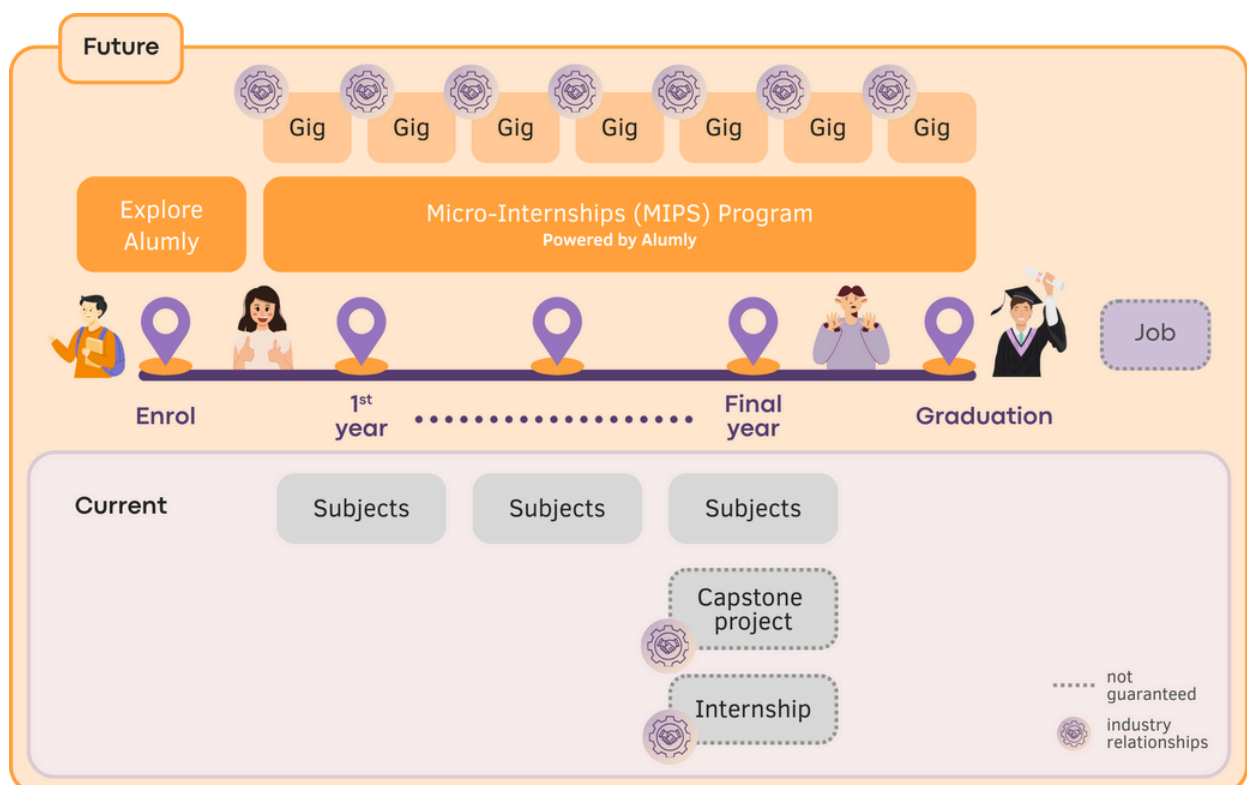 Future
Gig
Gig
Gig
Gig
Gig
Gig
Gig
Explore
Alumly
Micro-Internships (MIPS) Program
Powered by Alumly
Job
Enrol
1st
year
Final
year
Graduation
Current
Subjects
Subjects
Subjects
Capstone
project
Internship
not
guaranteed
industry
relationships